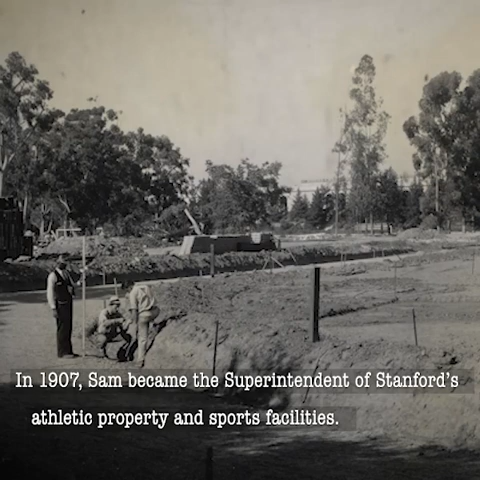 In 1907, Sam became the Superintendent of Stanford's
athletic property and sports facilities.